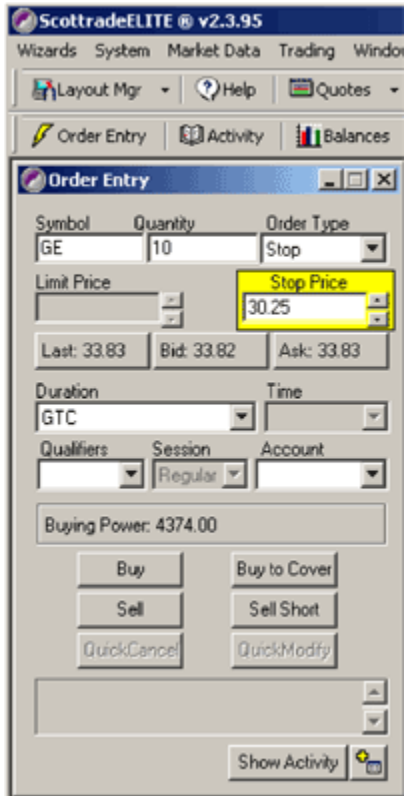 ScottradeELITE ® v2.3.95
Wizards System Market Data Trading
Layout Mgr Help Quotes
Order Entry Activity Balances
Order Entry
Symbol Quantity Order Type
GE 10 Stop
Limit Price Stop Price
30.25
Last: 33.83 Bid: 33.82 Ask: 33.83
Duration Time
GTC
Qualifiers Session Account
Regular
Buying Power: 4374.00
Buy Buy to Cover
Sell Sell Short
QuickCancel QuickModify
Show Activity